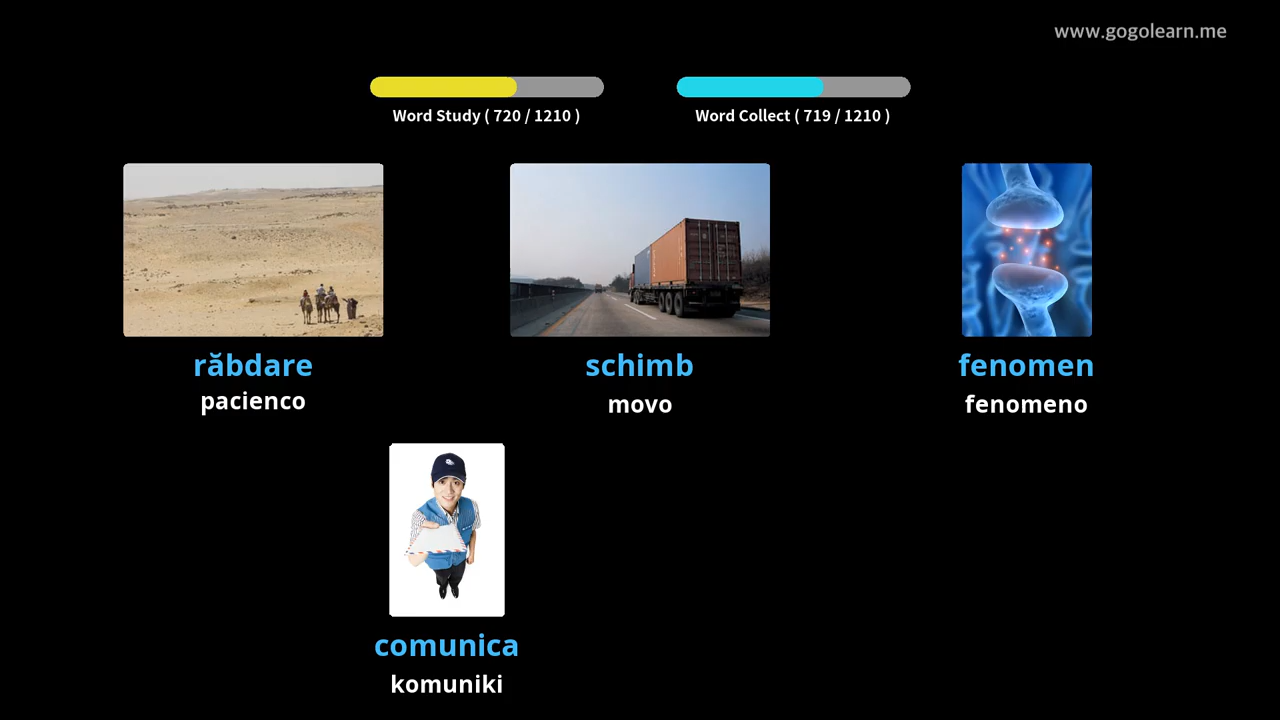 www.gogolearn.me
Word Study ( 720 / 1210 )
Word Collect ( 719 / 1210 )
răbdare
pacienco
schimb
movo
fenomen
fenomeno
comunica
komuniki